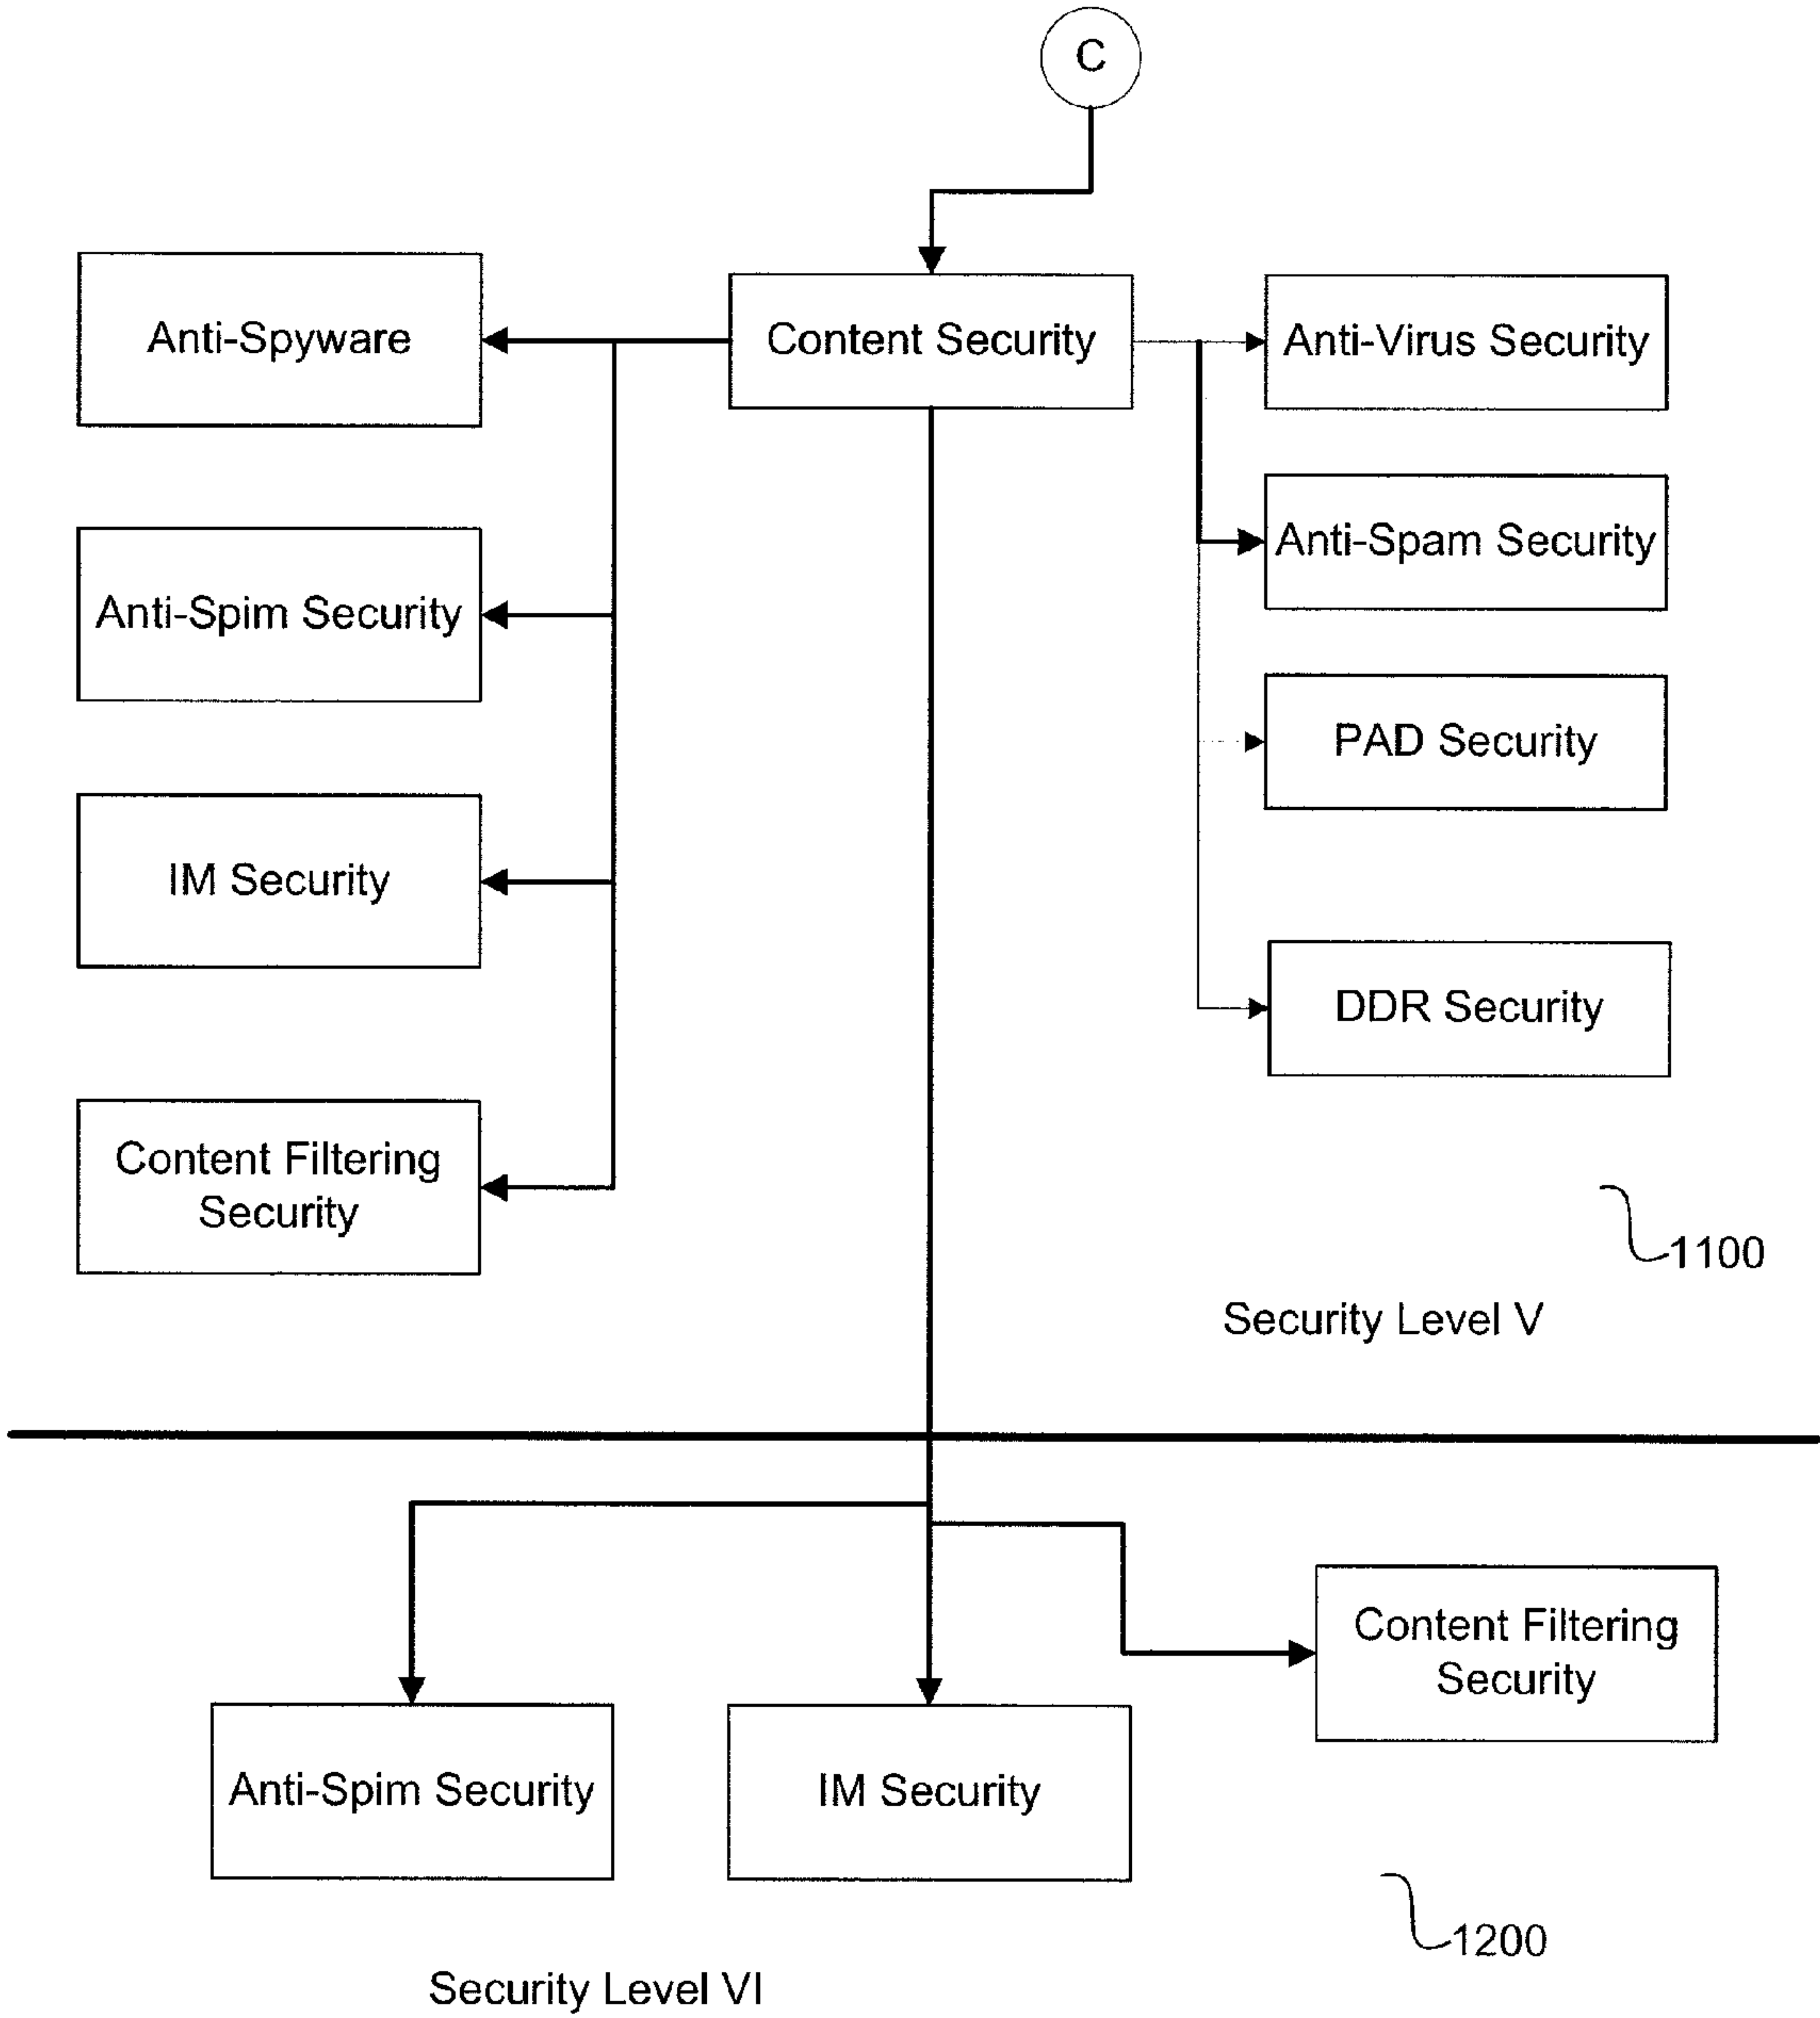 C
Anti-Spyware
Content Security
Anti-Virus Security
Anti-Spam Security
Anti-Spim Security
PAD Security
IM Security
DDR Security
Content Filtering
Security
1100
Security Level V
Content Filtering
Security
Anti-Spim Security
IM Security
1200
Security Level VI